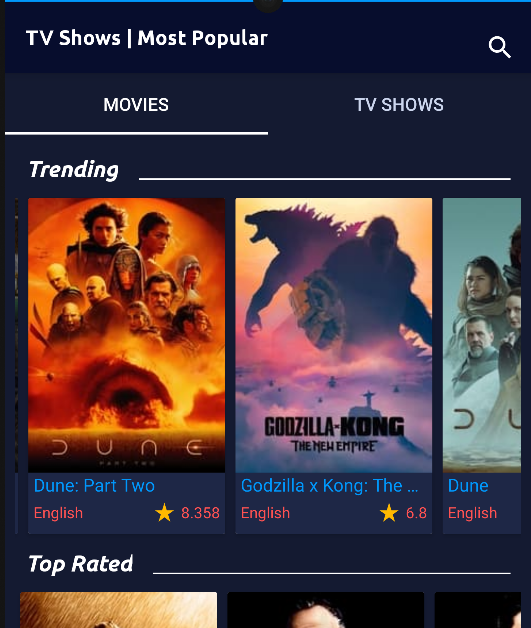 TV Shows | Most Popular
MOVIES
TV SHOWS
Trending
DUNE
PART TWO
GODZILLA x KONG
THE NEW EMPIRE
D U
Dune: Part Two
Godzilla x Kong: The ...
Dune
English
8.358
English
6.8
English
Top Rated